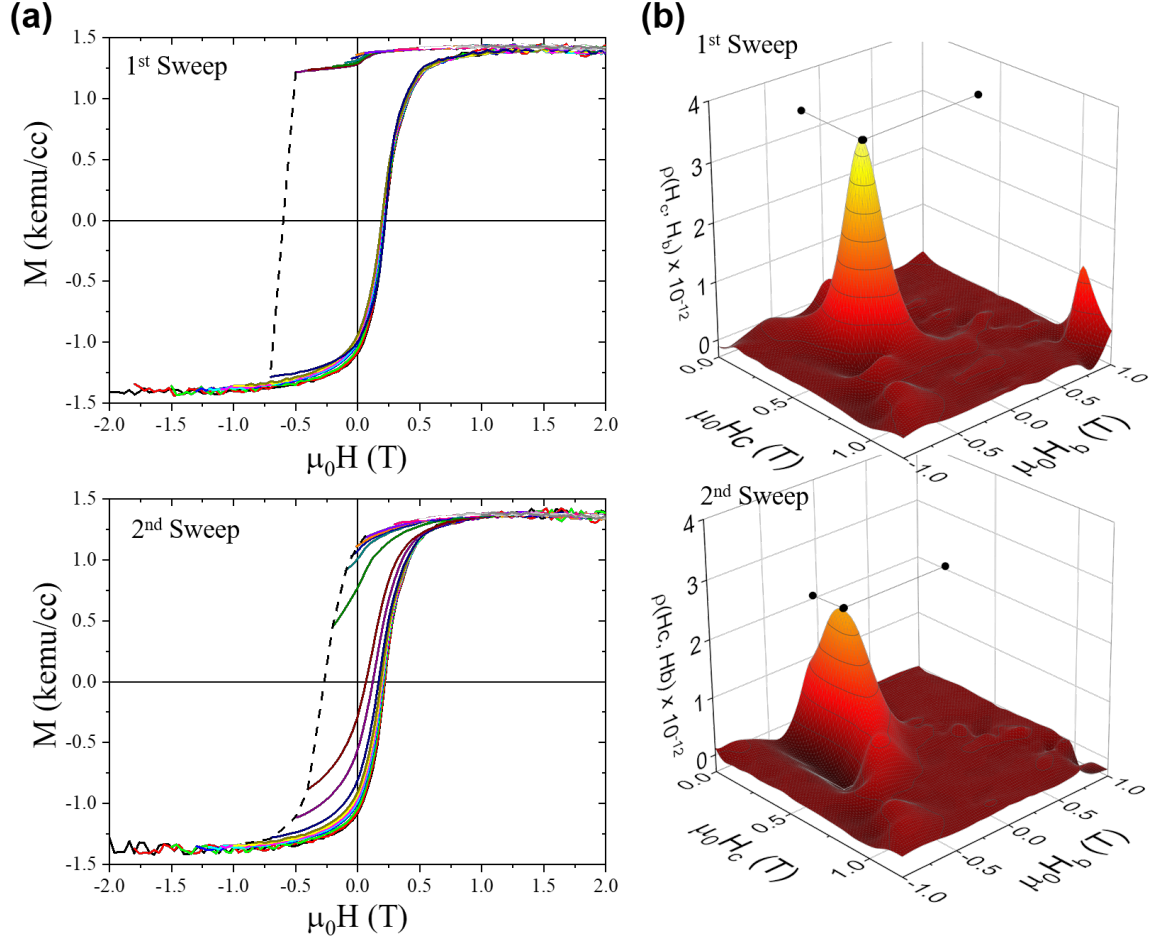 (a)
(b)
1st Sweep
M (kemu/cc)
1.5
1.0
0.5
0.0
-0.5
-1.0
-1.5
-2.0 -1.5 -1.0 -0.5 0.0 0.5 1.0 1.5 2.0
μ0H (T)
1st Sweep
ρ(Hc, Hb) x 10-12
4
3
2
1
0
0.0 0.5 1.0
μ0Hc (T)
-1.0 -0.5 0.0 0.5 1.0
μ0Hb (T)
2nd Sweep
M (kemu/cc)
1.5
1.0
0.5
0.0
-0.5
-1.0
-1.5
-2.0 -1.5 -1.0 -0.5 0.0 0.5 1.0 1.5 2.0
μ0H (T)
2nd Sweep
ρ(Hc, Hb) x 10-12
4
3
2
1
0
0.0 0.5 1.0
μ0Hc (T)
-1.0 -0.5 0.0 0.5 1.0
μ0Hb (T)